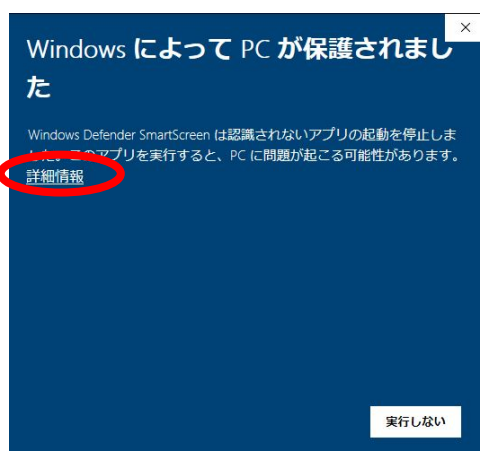 Windows によって PC が保護されまし
た
Windows Defender SmartScreen は認識されないアプリの起動を停止しま
した。このアプリを実行すると、PC に問題が起こる可能性があります。
詳細情報
実行しない